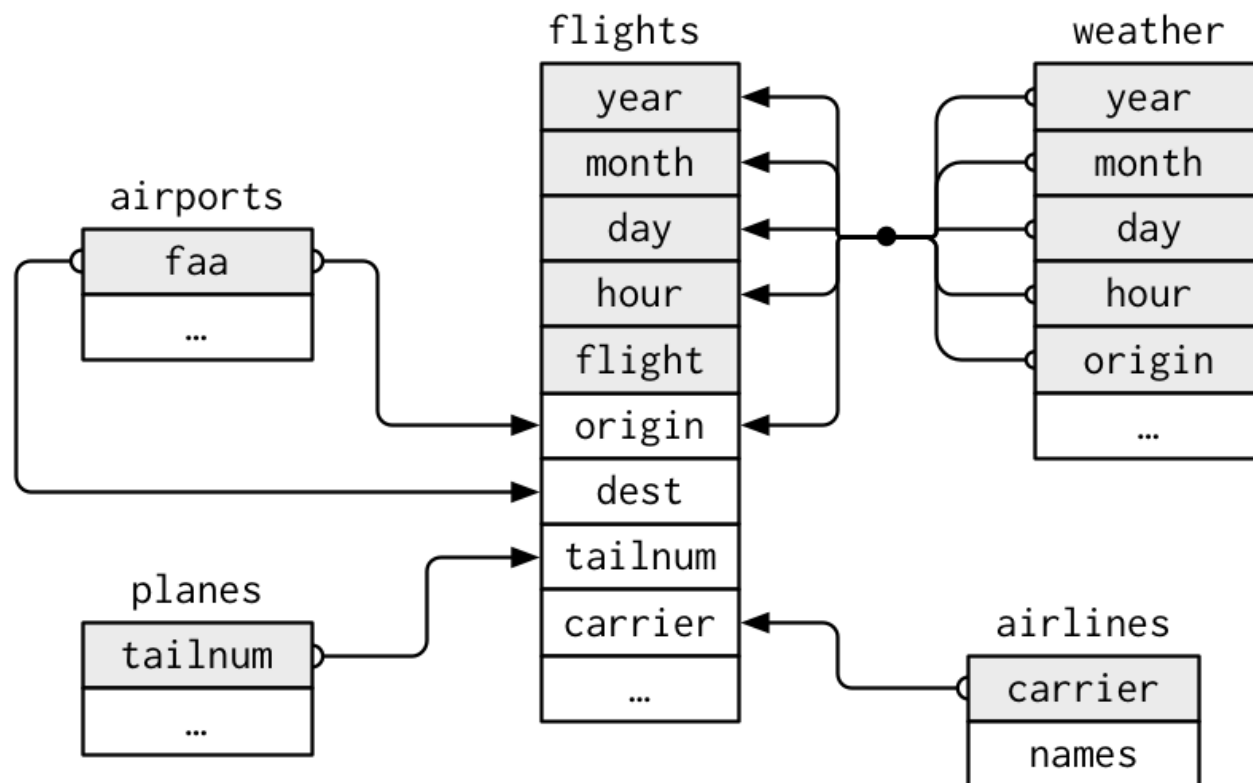 flights
year
month
day
hour
flight
origin
dest
tailnum
carrier
…
weather
year
month
day
hour
origin
…
airports
faa
…
planes
tailnum
…
airlines
carrier
names